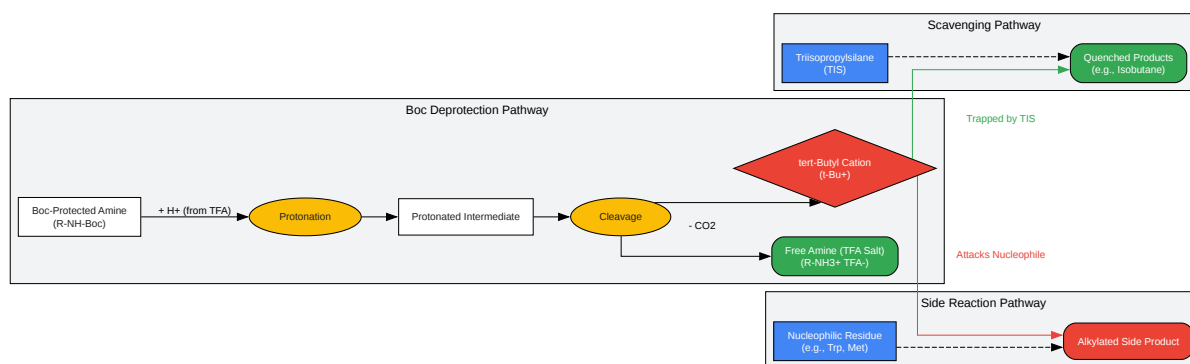 Scavenging Pathway
Triisopropylsilane
(TIS)
Quenched Products
(e.g., Isobutane)
Trapped by TIS
Boc Deprotection Pathway
tert-Butyl Cation
(t-Bu+)
Boc-Protected Amine
(R-NH-Boc)
+ H+ (from TFA)
Protonation
Protonated Intermediate
Cleavage
- CO2
Free Amine (TFA Salt)
(R-NH3+ TFA-)
Attacks Nucleophile
Side Reaction Pathway
Nucleophilic Residue
(e.g., Trp, Met)
Alkylated Side Product